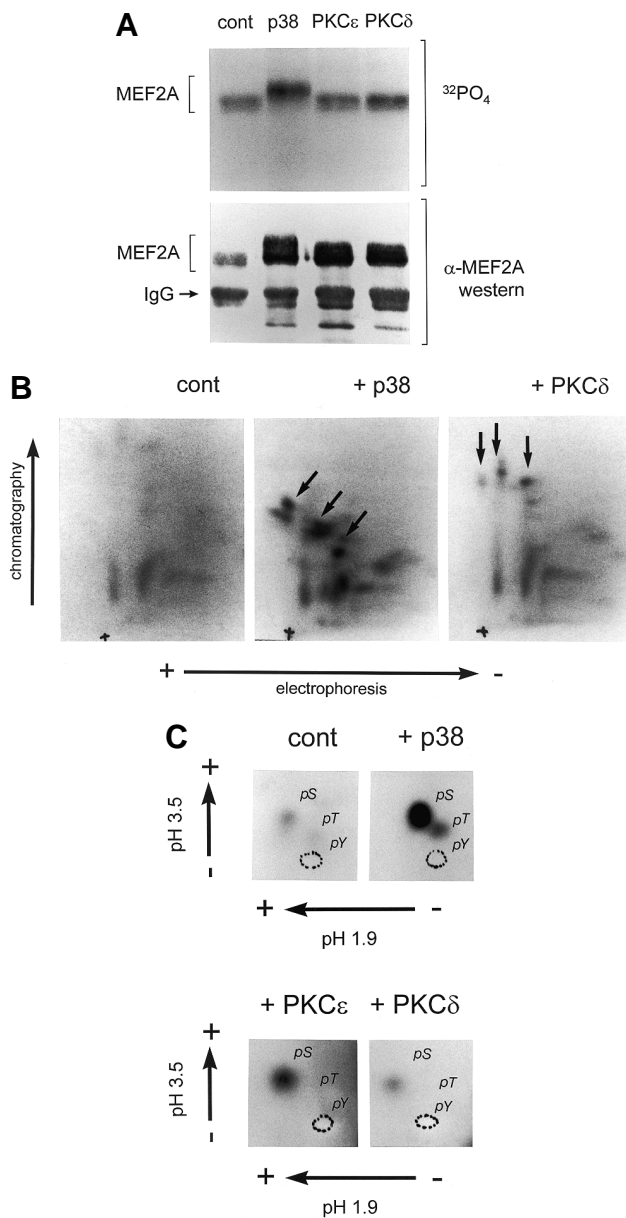 A
cont p38 PKCε PKCδ
MEF2A
³²PO₄
MEF2A
IgG
α-MEF2A
western
B
cont + p38 + PKCδ
chromatography
+ -
electrophoresis
C
cont + p38
+
pH 3.5
-
pS
pT
pY
pS
pT
pY
+ -
pH 1.9
+ PKCε + PKCδ
+
pH 3.5
-
pS
pT
pY
pS
pT
pY
+ -
pH 1.9